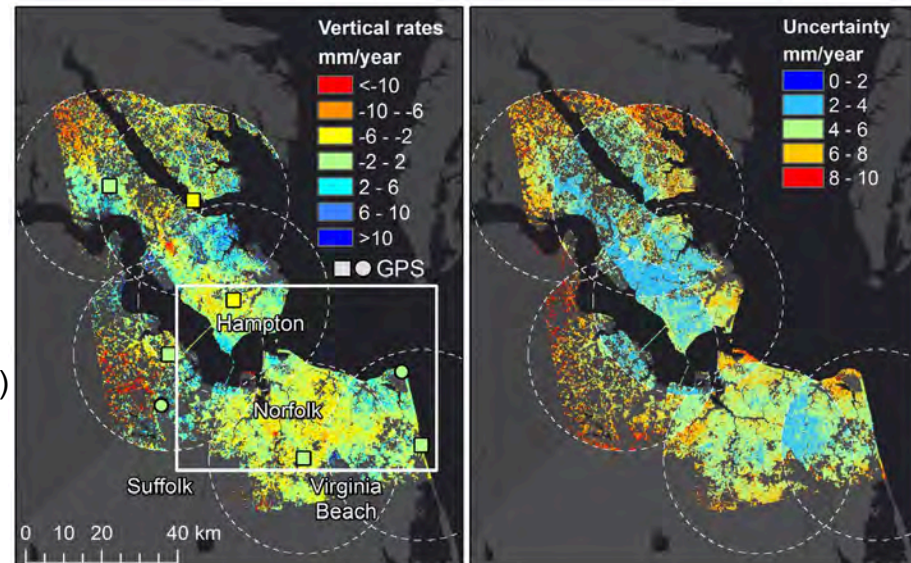 Vertical rates
mm/year
<-10
-10 - -6
-6 - -2
-2 - 2
2 - 6
6 - 10
>10
GPS
Hampton
Norfolk
Suffolk
Virginia
Beach
0 20 40 km
Uncertainty
mm/year
0 - 2
2 - 4
4 - 6
6 - 8
8 - 10
)